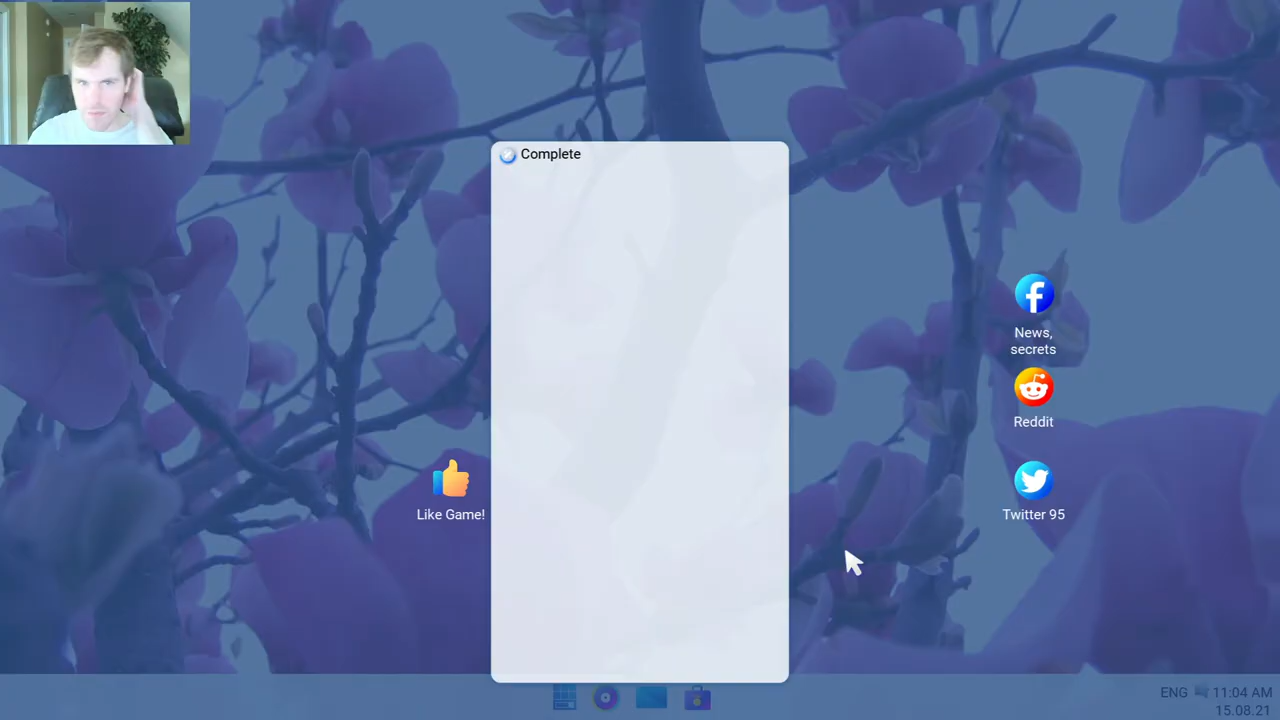 Complete
News,
secrets
Reddit
Like Game!
Twitter 95
ENG 11:04 AM
15.08.21